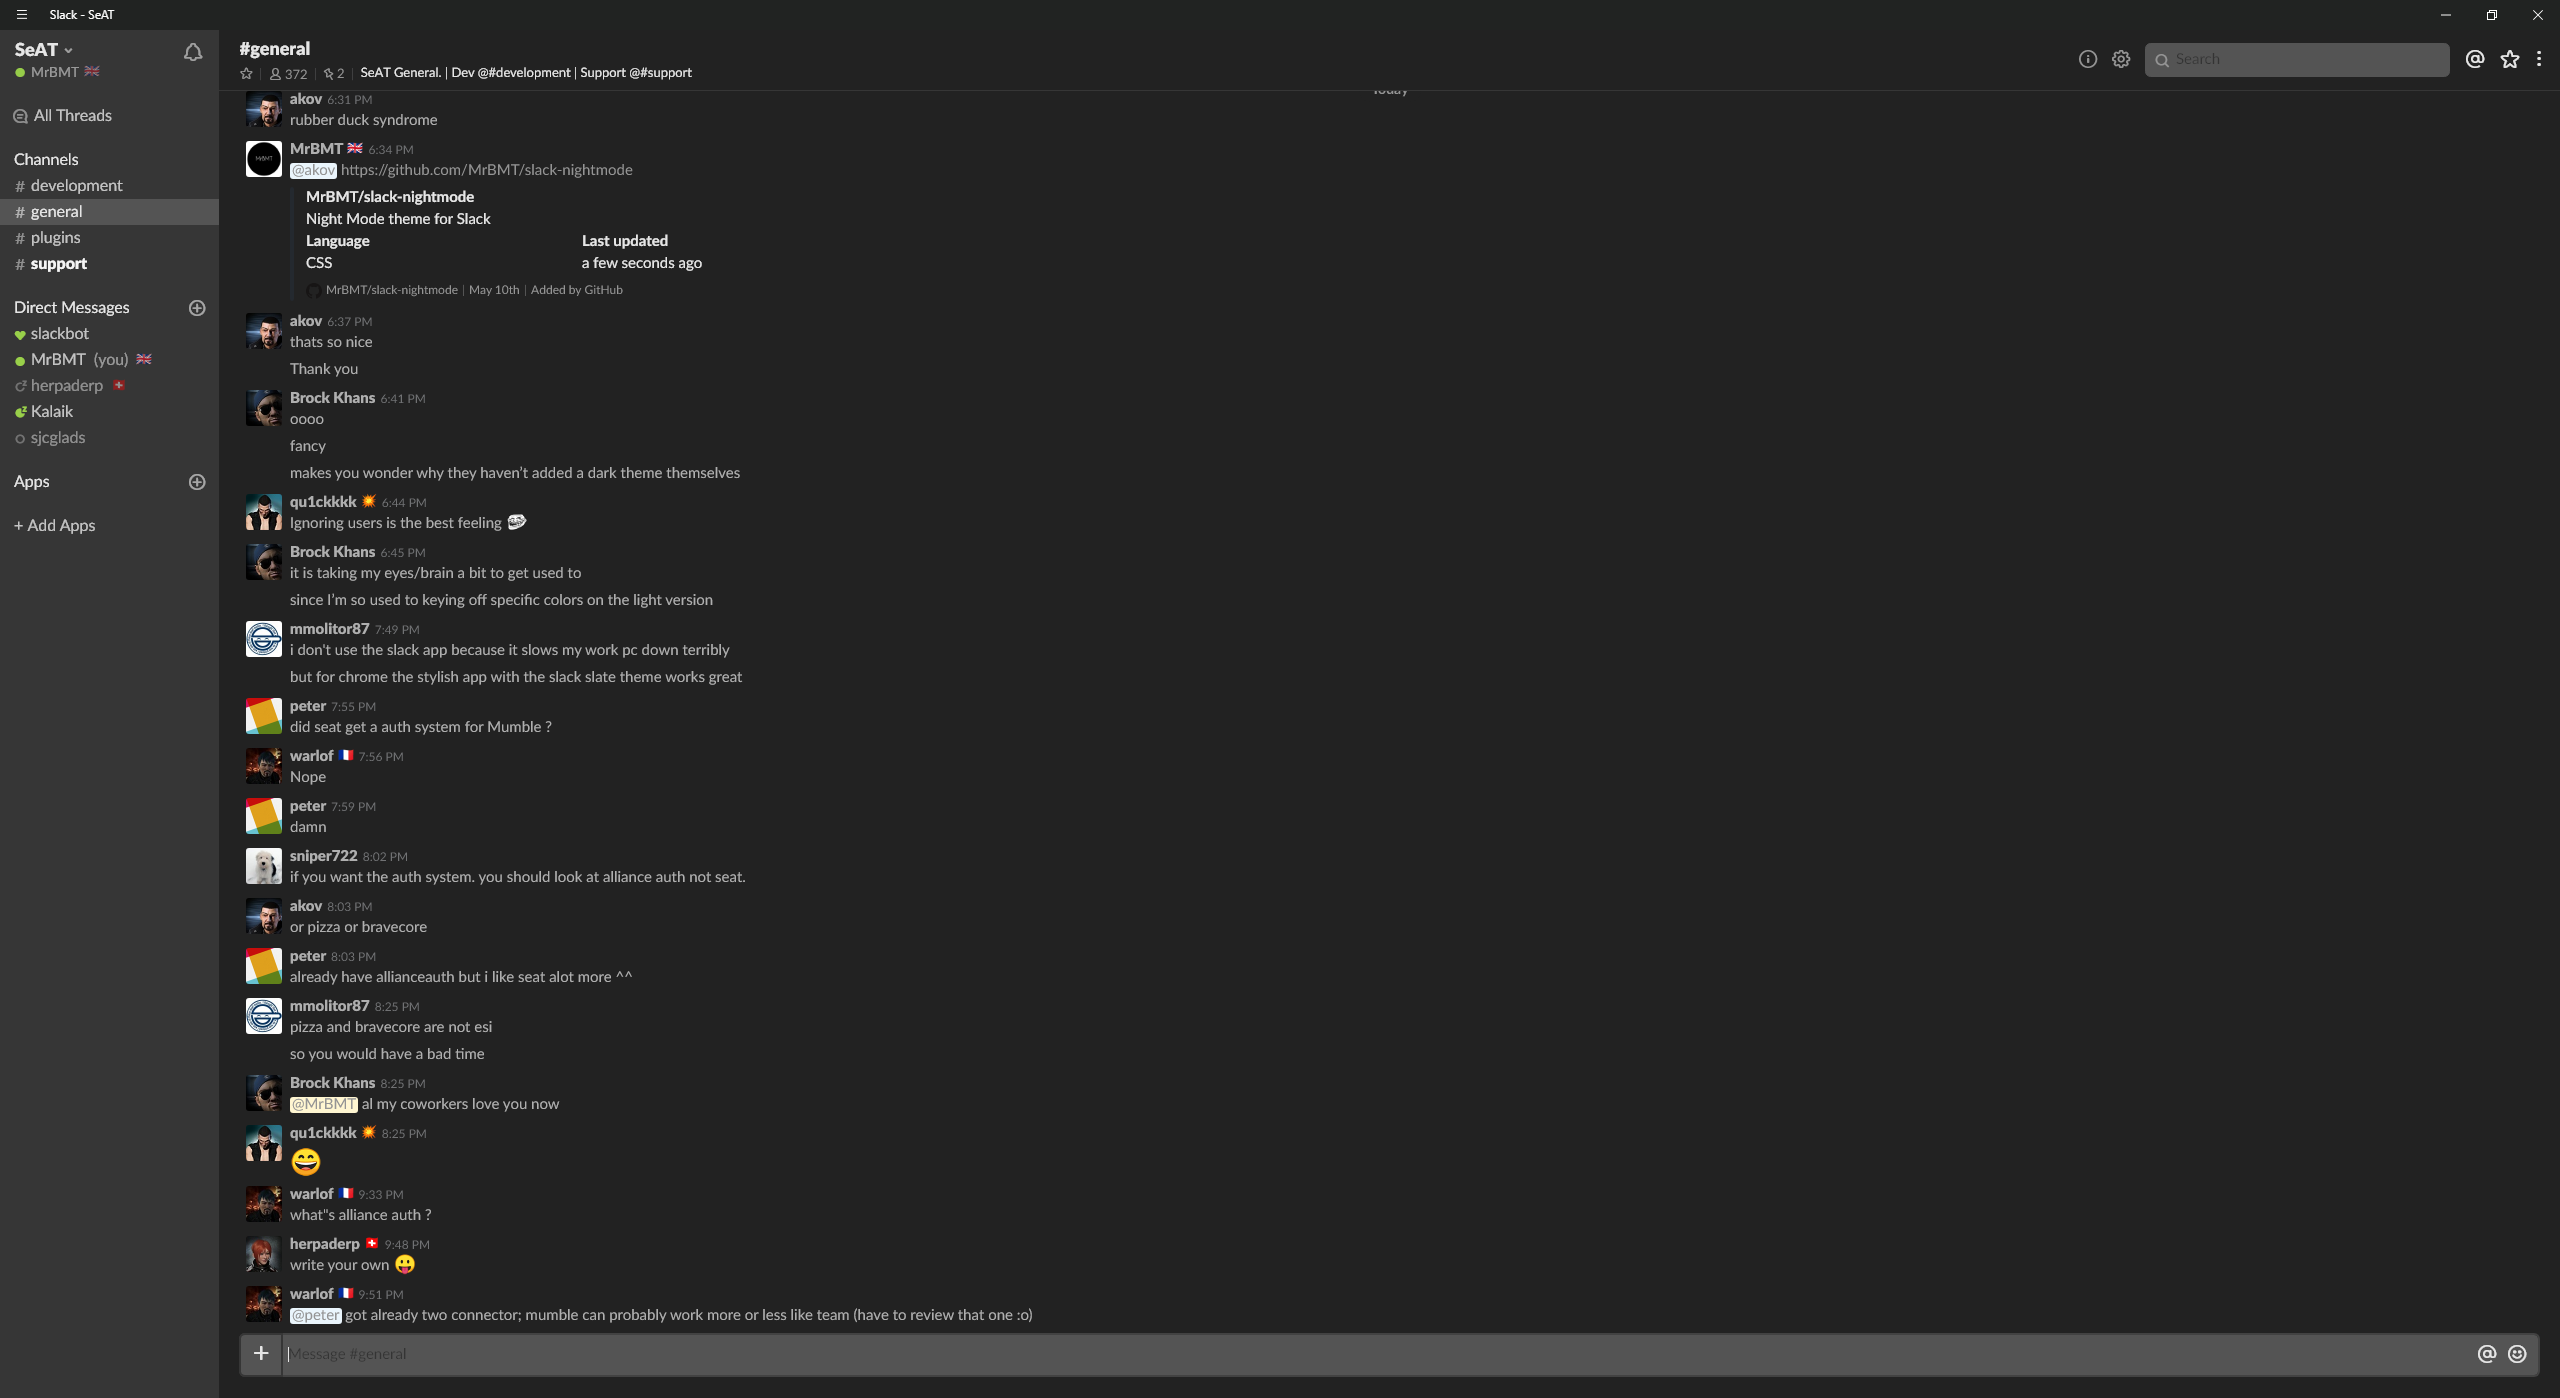 Slack - SeAT
SeAT
MrBMT
All Threads
Channels
# development
# general
# plugins
# support
Direct Messages
slackbot
MrBMT (you)
herpaderp
Kalaik
sjcglads
Apps
+ Add Apps
#general
372 | 2 | SeAT General. | Dev @#development | Support @#support
Search
Today
akov 6:31 PM
rubber duck syndrome
MrBMT 6:34 PM
@akov https://github.com/MrBMT/slack-nightmode
MrBMT/slack-nightmode
Night Mode theme for Slack
Language Last updated
CSS a few seconds ago
MrBMT/slack-nightmode | May 10th | Added by GitHub
akov 6:37 PM
thats so nice
Thank you
Brock Khans 6:41 PM
oooo
fancy
makes you wonder why they haven’t added a dark theme themselves
qu1ckkkk 💥 6:44 PM
Ignoring users is the best feeling
Brock Khans 6:45 PM
it is taking my eyes/brain a bit to get used to
since I’m so used to keying off specific colors on the light version
mmolitor87 7:49 PM
i don't use the slack app because it slows my work pc down terribly
but for chrome the stylish app with the slack slate theme works great
peter 7:55 PM
did seat get a auth system for Mumble ?
warlof 7:56 PM
Nope
peter 7:59 PM
damn
sniper722 8:02 PM
if you want the auth system. you should look at alliance auth not seat.
akov 8:03 PM
or pizza or bravecore
peter 8:03 PM
already have allianceauth but i like seat alot more ^^
mmolitor87 8:25 PM
pizza and bravecore are not esi
so you would have a bad time
Brock Khans 8:25 PM
@MrBMT al my coworkers love you now
qu1ckkkk 💥 8:25 PM
😄
warlof 9:33 PM
what"s alliance auth ?
herpaderp 9:48 PM
write your own 😛
warlof 9:51 PM
@peter got already two connector; mumble can probably work more or less like team (have to review that one :o)
Message #general